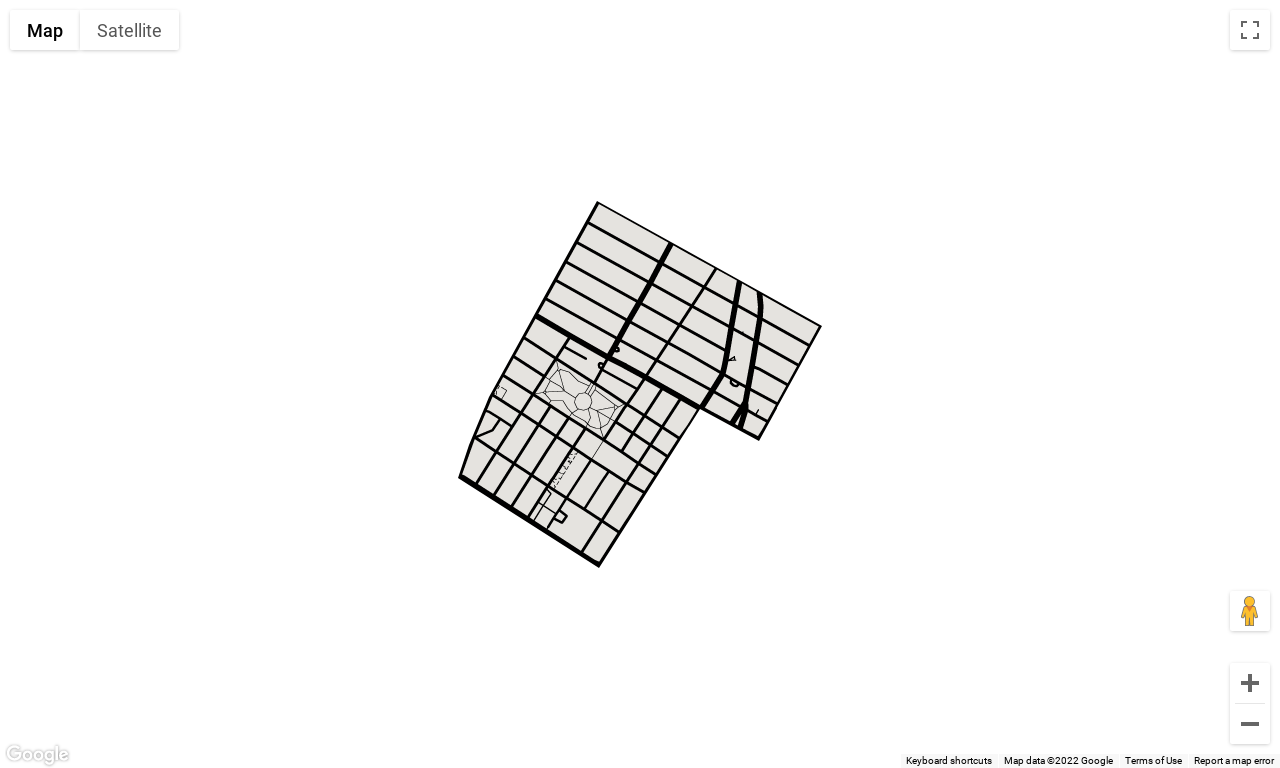 Map
Satellite
Google
Keyboard shortcuts
Map data ©2022 Google
Terms of Use
Report a map error